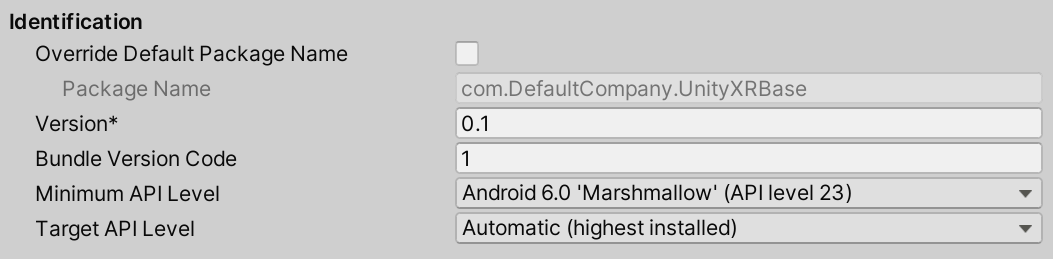 Identification
Override Default Package Name
Package Name com.DefaultCompany.UnityXRBase
Version* 0.1
Bundle Version Code 1
Minimum API Level Android 6.0 'Marshmallow' (API level 23)
Target API Level Automatic (highest installed)